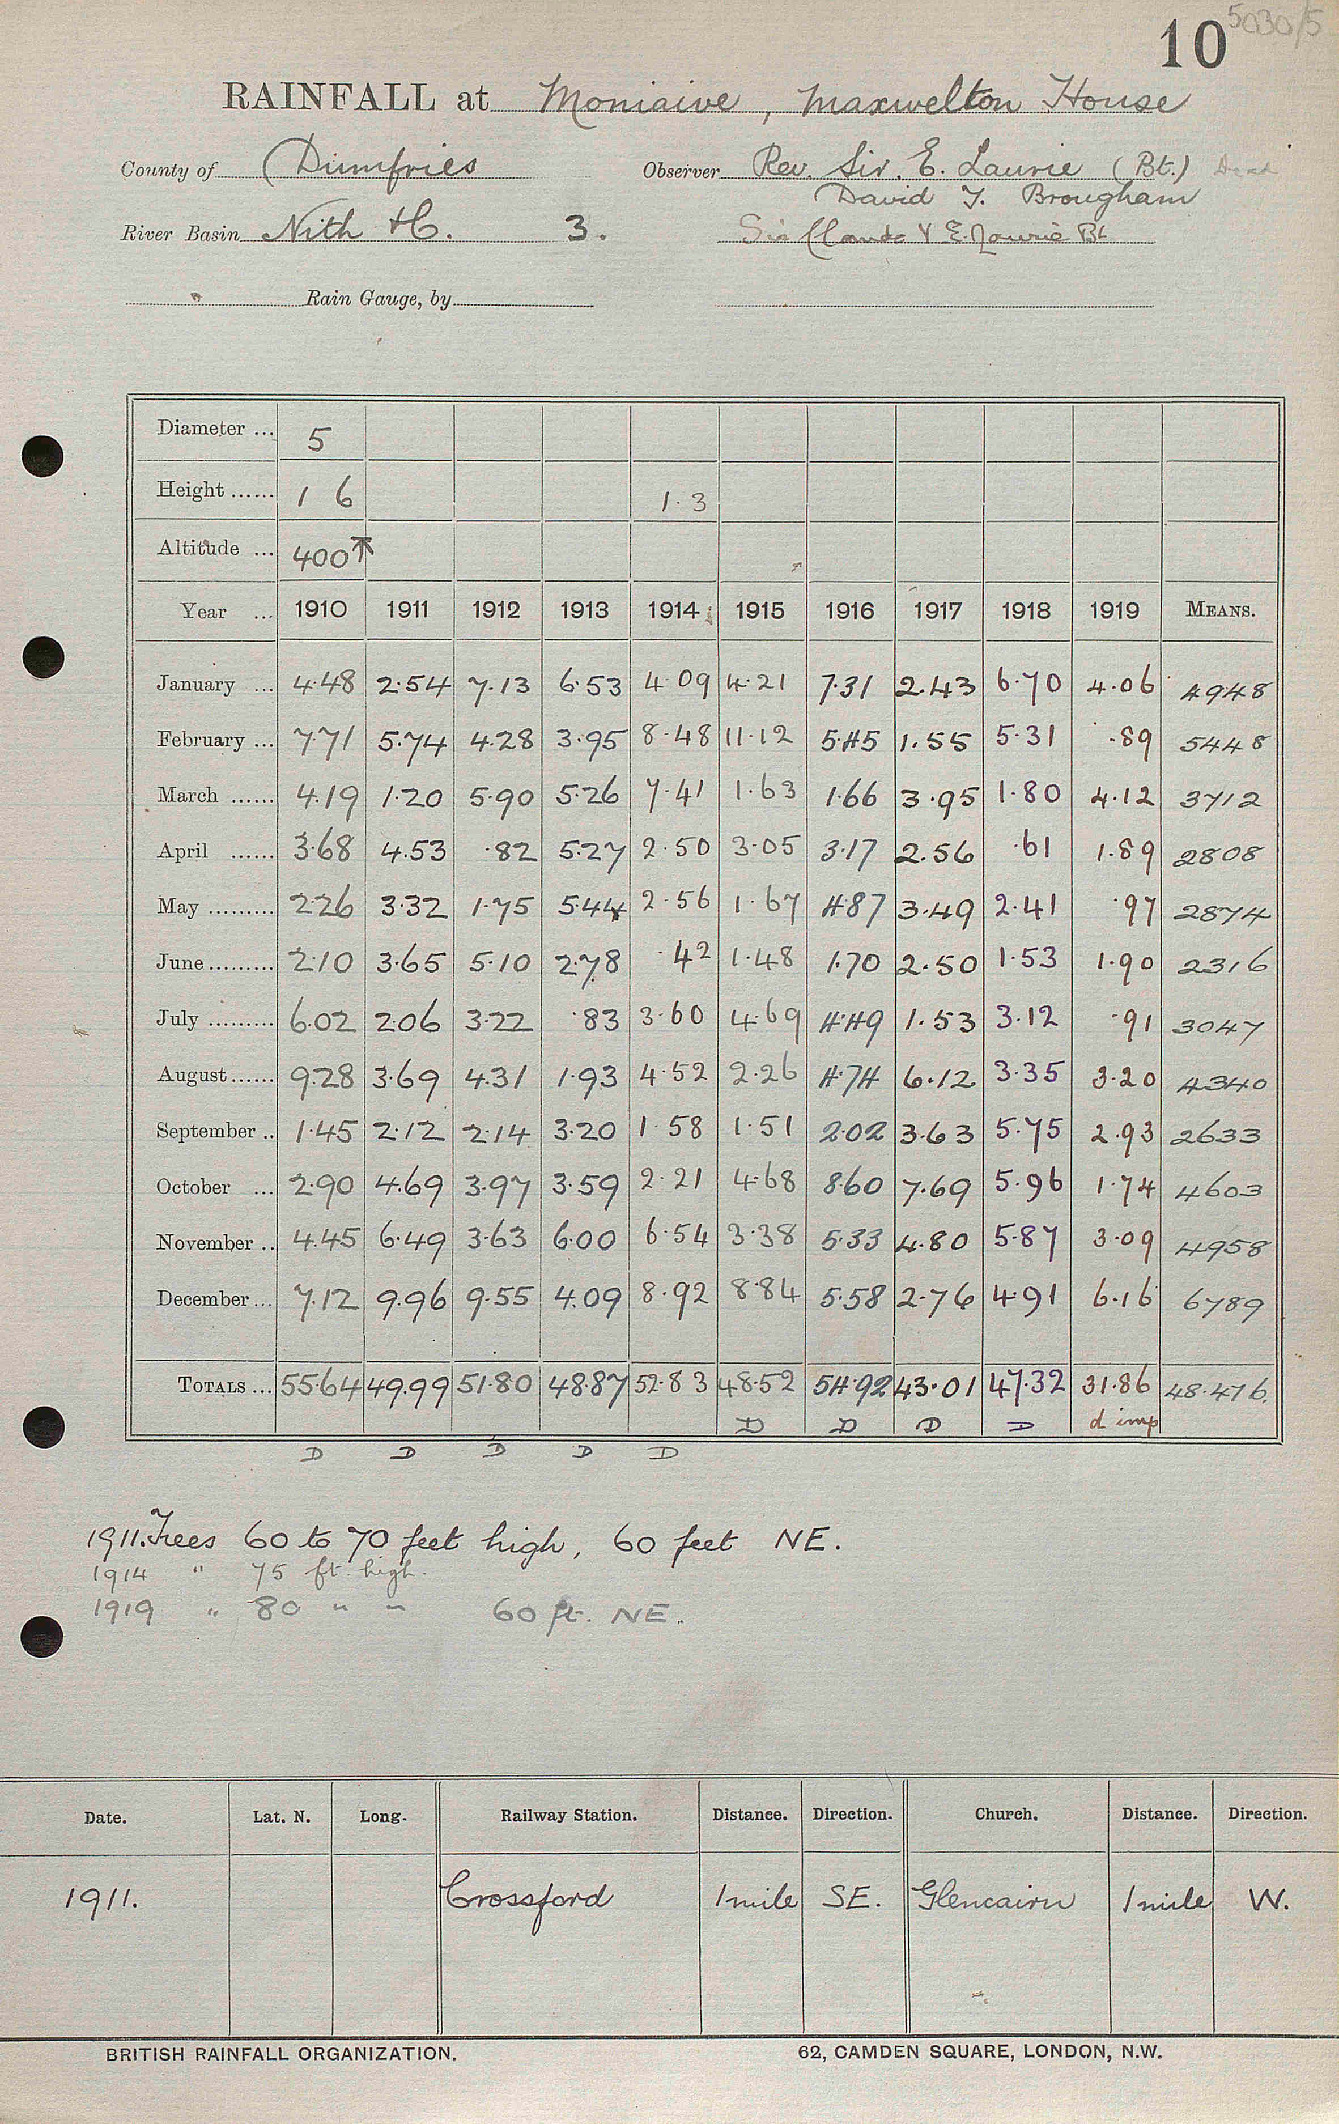 5030/5
10
RAINFALL at Moniaive, Maxwelton House
County of Dumfries Observer Rev. Sir. E. Laurie (Bt.) Dead
David T. Brougham
River Basin Nith &c. 3. Sir Claude V E. Laurie Bt
Rain Gauge, by
Diameter ... 5
Height ...... 1 6 1.3
Altitude ... 400
Year ... 1910 1911 1912 1913 1914 1915 1916 1917 1918 1919 MEANS.
January ... 4.48 2.54 7.13 6.53 4.09 4.21 7.31 2.43 6.70 4.06 4948
February ... 7.71 5.74 4.28 3.95 8.48 11.12 5.45 1.55 5.31 .89 5448
March ...... 4.19 1.20 5.90 5.26 7.41 1.63 1.66 3.95 1.80 4.12 3712
April ...... 3.68 4.53 .82 5.27 2.50 3.05 3.17 2.56 .61 1.89 2808
May ......... 2.26 3.32 1.75 5.44 2.56 1.67 4.87 3.49 2.41 .97 2874
June ......... 2.10 3.65 5.10 2.78 .42 1.48 1.70 2.50 1.53 1.90 2316
July ......... 6.02 2.06 3.22 .83 3.60 4.69 4.49 1.53 3.12 .91 3047
August ...... 9.28 3.69 4.31 1.93 4.52 2.26 4.74 6.12 3.35 3.20 4340
September .. 1.45 2.12 2.14 3.20 1.58 1.51 2.02 3.63 5.75 2.93 2633
October ... 2.90 4.69 3.97 3.59 2.21 4.68 8.60 7.69 5.96 1.74 4603
November .. 4.45 6.49 3.63 6.00 6.54 3.38 5.33 4.80 5.87 3.09 4958
December ... 7.12 9.96 9.55 4.09 8.92 8.84 5.58 2.76 4.91 6.16 6789
TOTALS ... 55.64 49.99 51.80 48.87 52.83 48.52 54.92 43.01 47.32 31.86 48.476
D D D D d imp
D D D D D
1911. Trees 60 to 70 feet high, 60 feet NE.
1914 " 75 ft. high.
1919 " 80 " " 60 ft. NE.
Date. Lat. N. Long. Railway Station. Distance. Direction. Church. Distance. Direction.
1911. Crossford 1 mile SE. Glencairn 1 mile W.
BRITISH RAINFALL ORGANIZATION. 62, CAMDEN SQUARE, LONDON, N.W.